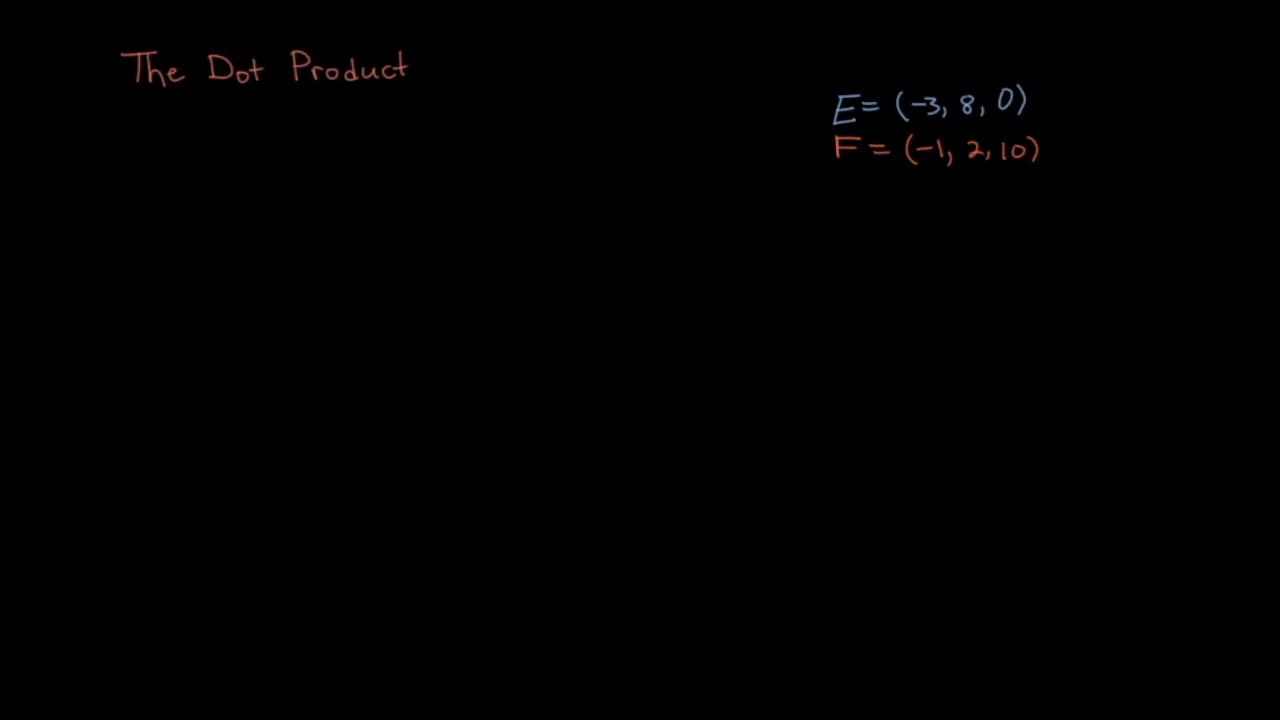 The Dot Product
E = (-3, 8, 0)
F = (-1, 2, 10)